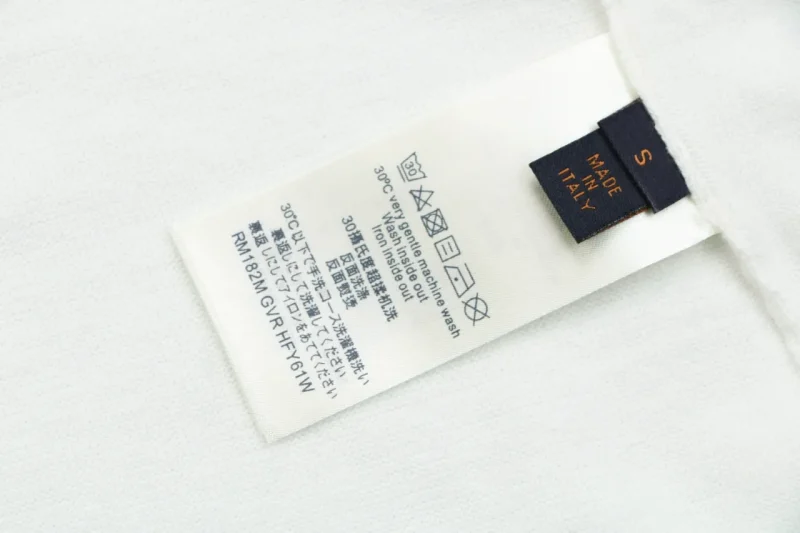 S
MADE
IN
ITALY
30
30ºC very gentle machine wash
Wash inside out
Iron inside out
30攝氏度超揉机洗
反面洗滌
反面熨燙
30℃以下で手洗コース洗濯機洗い
裏返しにして洗濯してください
裏返しにしてアイロンをあててください
RM182M GVR HFY61W